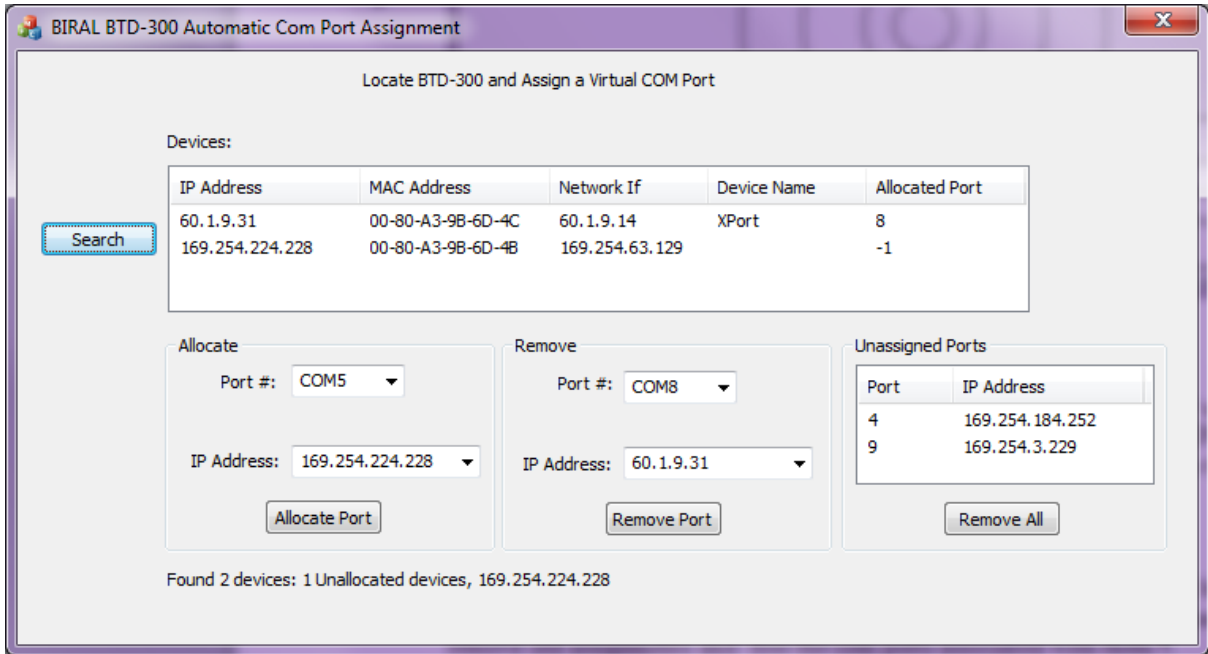 BIRAL BTD-300 Automatic Com Port Assignment
Locate BTD-300 and Assign a Virtual COM Port
Devices:
IP Address MAC Address Network If Device Name Allocated Port
60.1.9.31 00-80-A3-9B-6D-4C 60.1.9.14 XPort 8
169.254.224.228 00-80-A3-9B-6D-4B 169.254.63.129 -1
Search
Allocate
Port #: COM5
IP Address: 169.254.224.228
Allocate Port
Remove
Port #: COM8
IP Address: 60.1.9.31
Remove Port
Unassigned Ports
Port IP Address
4 169.254.184.252
9 169.254.3.229
Remove All
Found 2 devices: 1 Unallocated devices, 169.254.224.228